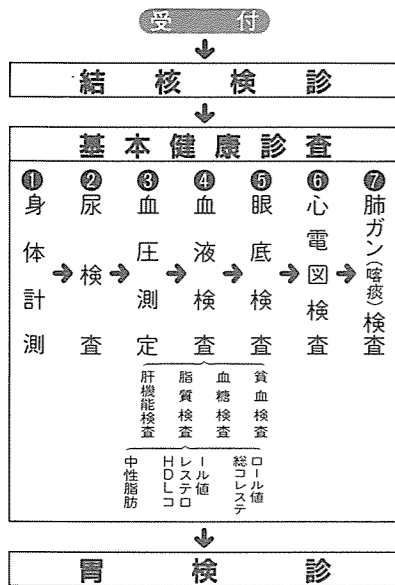 受付
結核検診
基本健康診査
❶身体計測
❷尿検査
❸血圧測定
❹血液検査
❺眼底検査
❻心電図検査
❼肺ガン(喀痰)検査
貧血検査
血糖検査
脂質検査
肝機能検査
総コレステ
ロール値
HDLコ
レステロ
ール値
中性脂肪
胃検診